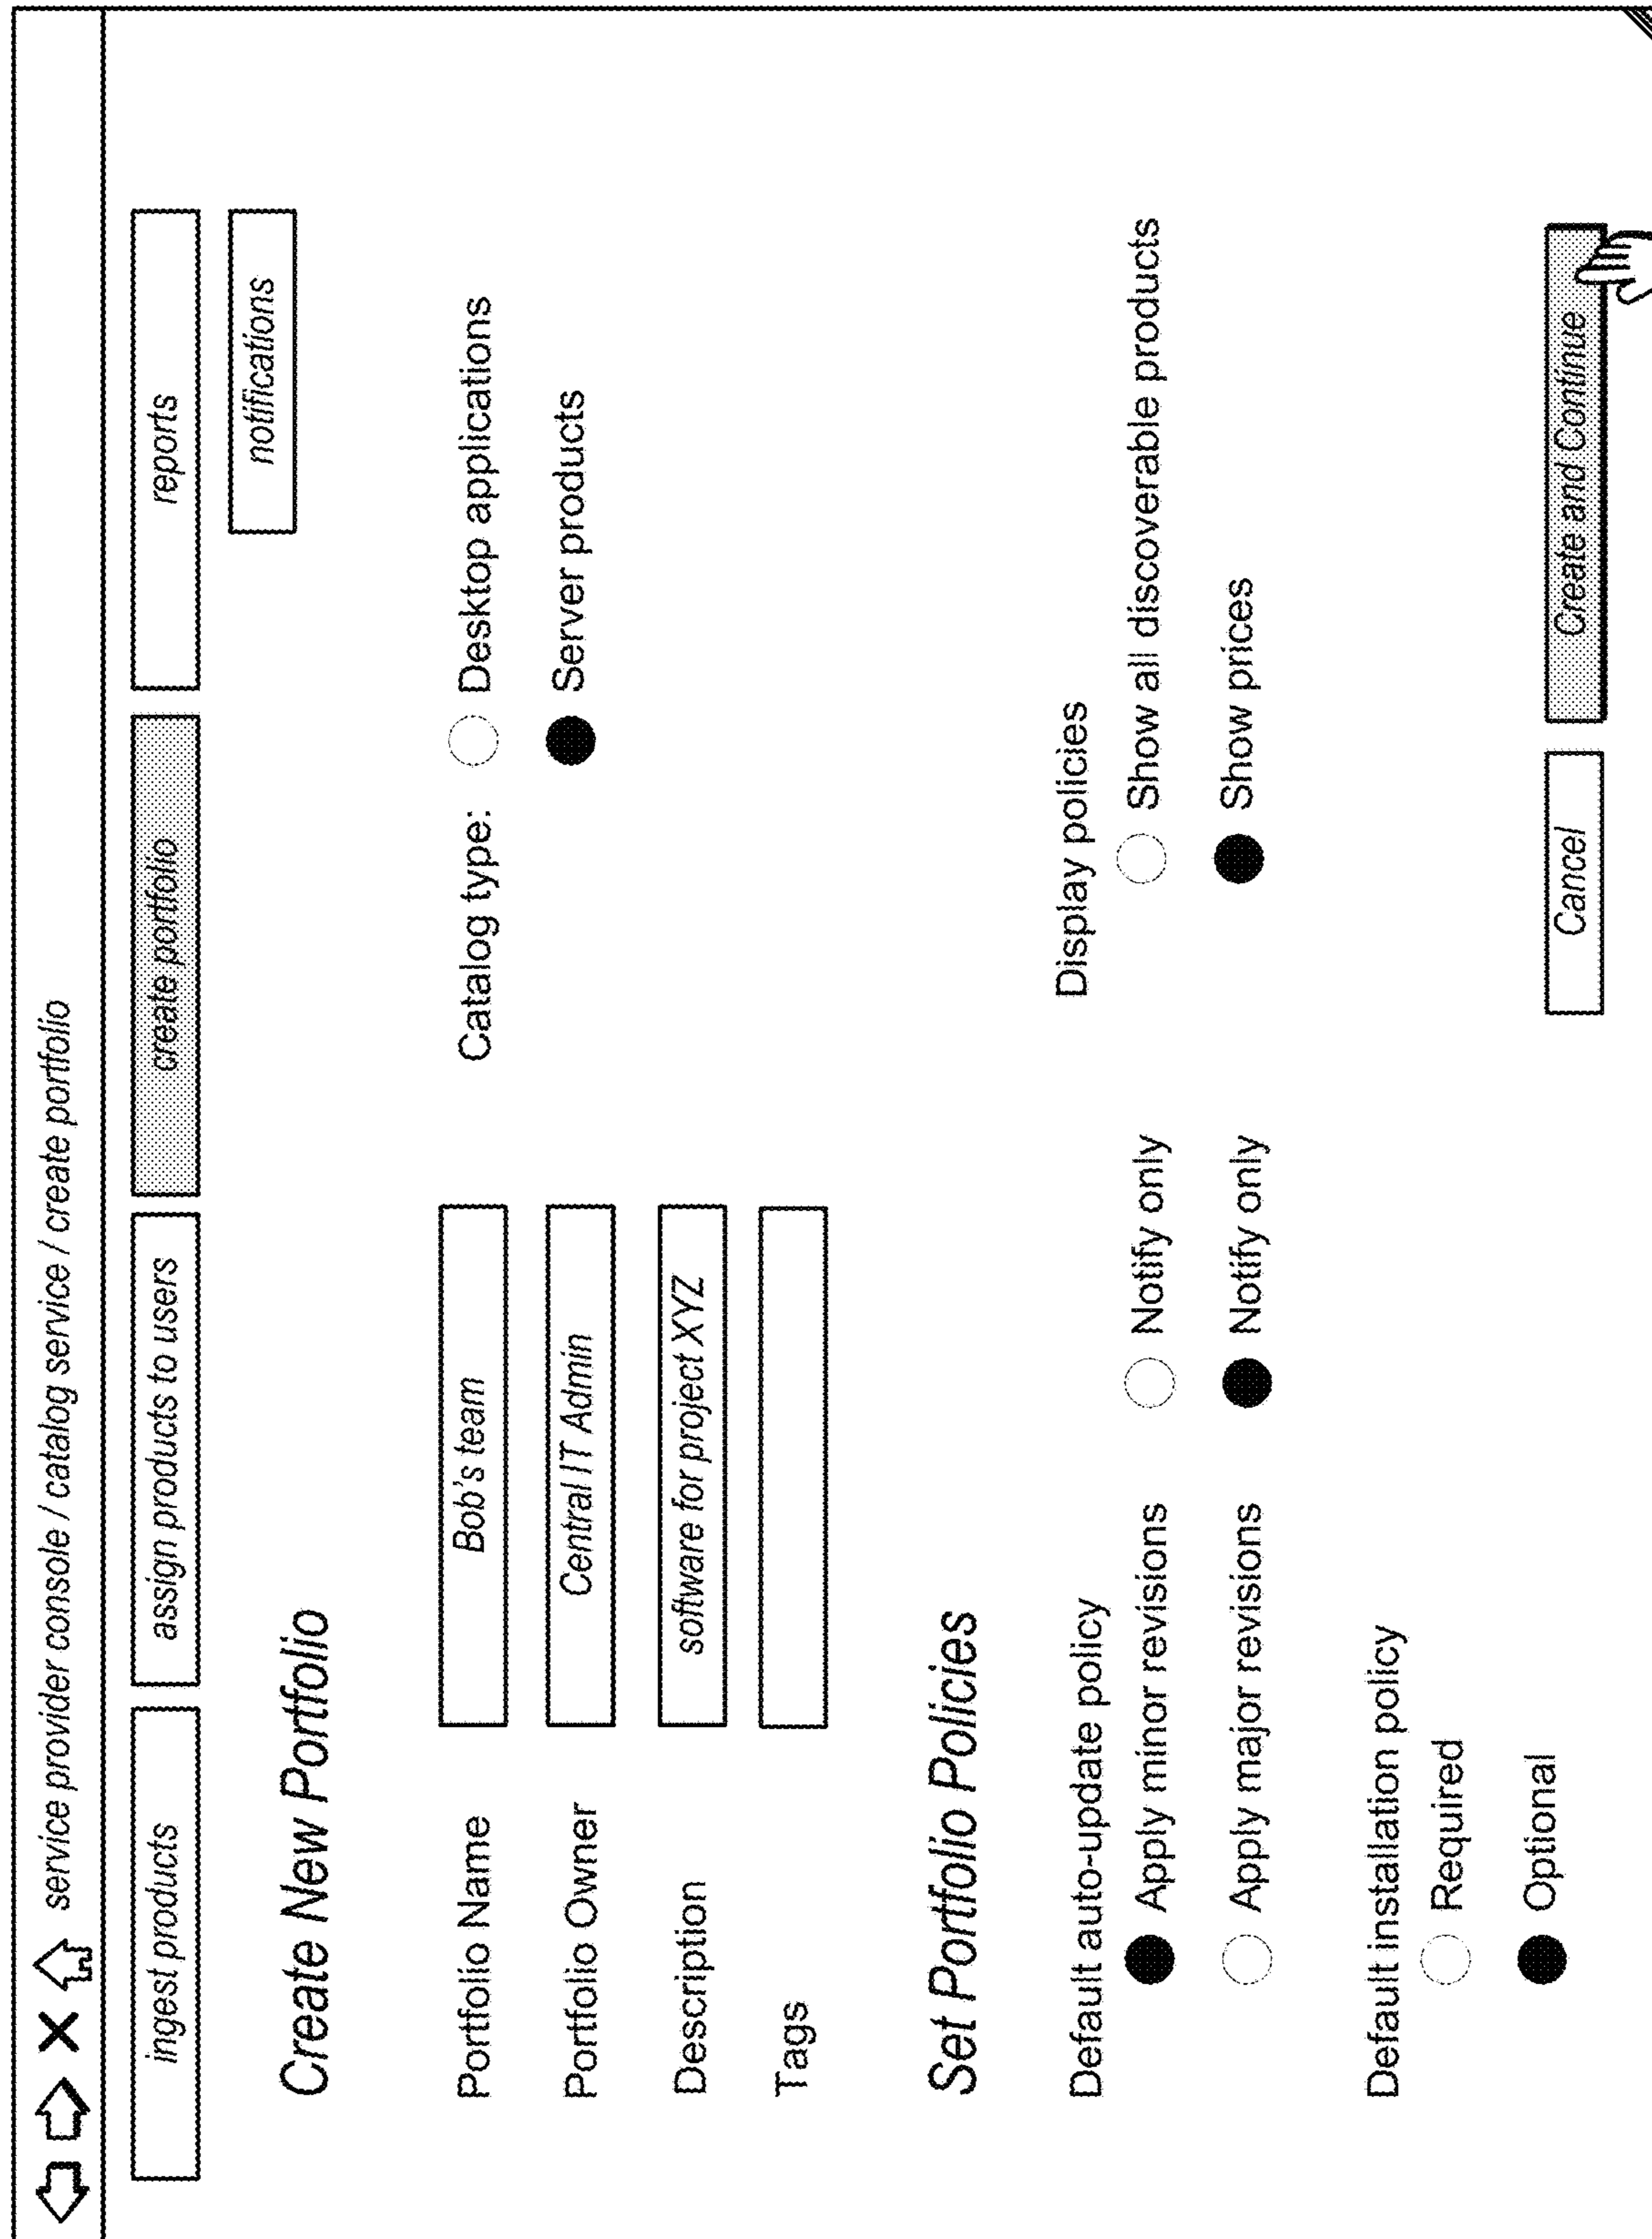 service provider console / catalog service / create portfolio
ingest products
assign products to users
create portfolio
reports
notifications
Create New Portfolio
Portfolio Name
Bob's team
Catalog type:
Desktop applications
Portfolio Owner
Central IT Admin
Server products
Description
software for project XYZ
Tags
Set Portfolio Policies
Default auto-update policy
Display policies
Apply minor revisions
Notify only
Show all discoverable products
Apply major revisions
Notify only
Show prices
Default installation policy
Required
Optional
Cancel
Create and Continue